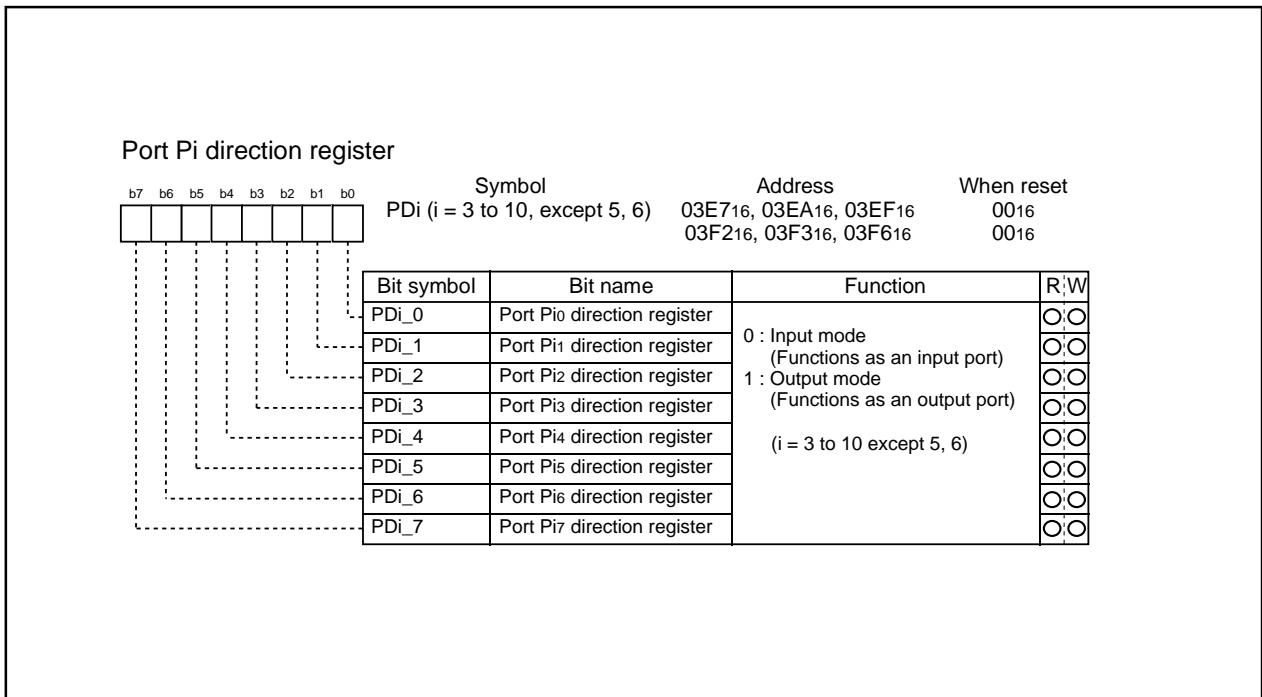 Port Pi direction register
b7 b6 b5 b4 b3 b2 b1 b0
Symbol Address When reset
PDi (i = 3 to 10, except 5, 6) 03E716, 03EA16, 03EF16 0016
03F216, 03F316, 03F616 0016
Bit symbol Bit name Function R W
PDi_0 Port Pi0 direction register
PDi_1 Port Pi1 direction register
PDi_2 Port Pi2 direction register
PDi_3 Port Pi3 direction register
PDi_4 Port Pi4 direction register
PDi_5 Port Pi5 direction register
PDi_6 Port Pi6 direction register
PDi_7 Port Pi7 direction register
0 : Input mode
(Functions as an input port)
1 : Output mode
(Functions as an output port)
(i = 3 to 10 except 5, 6)